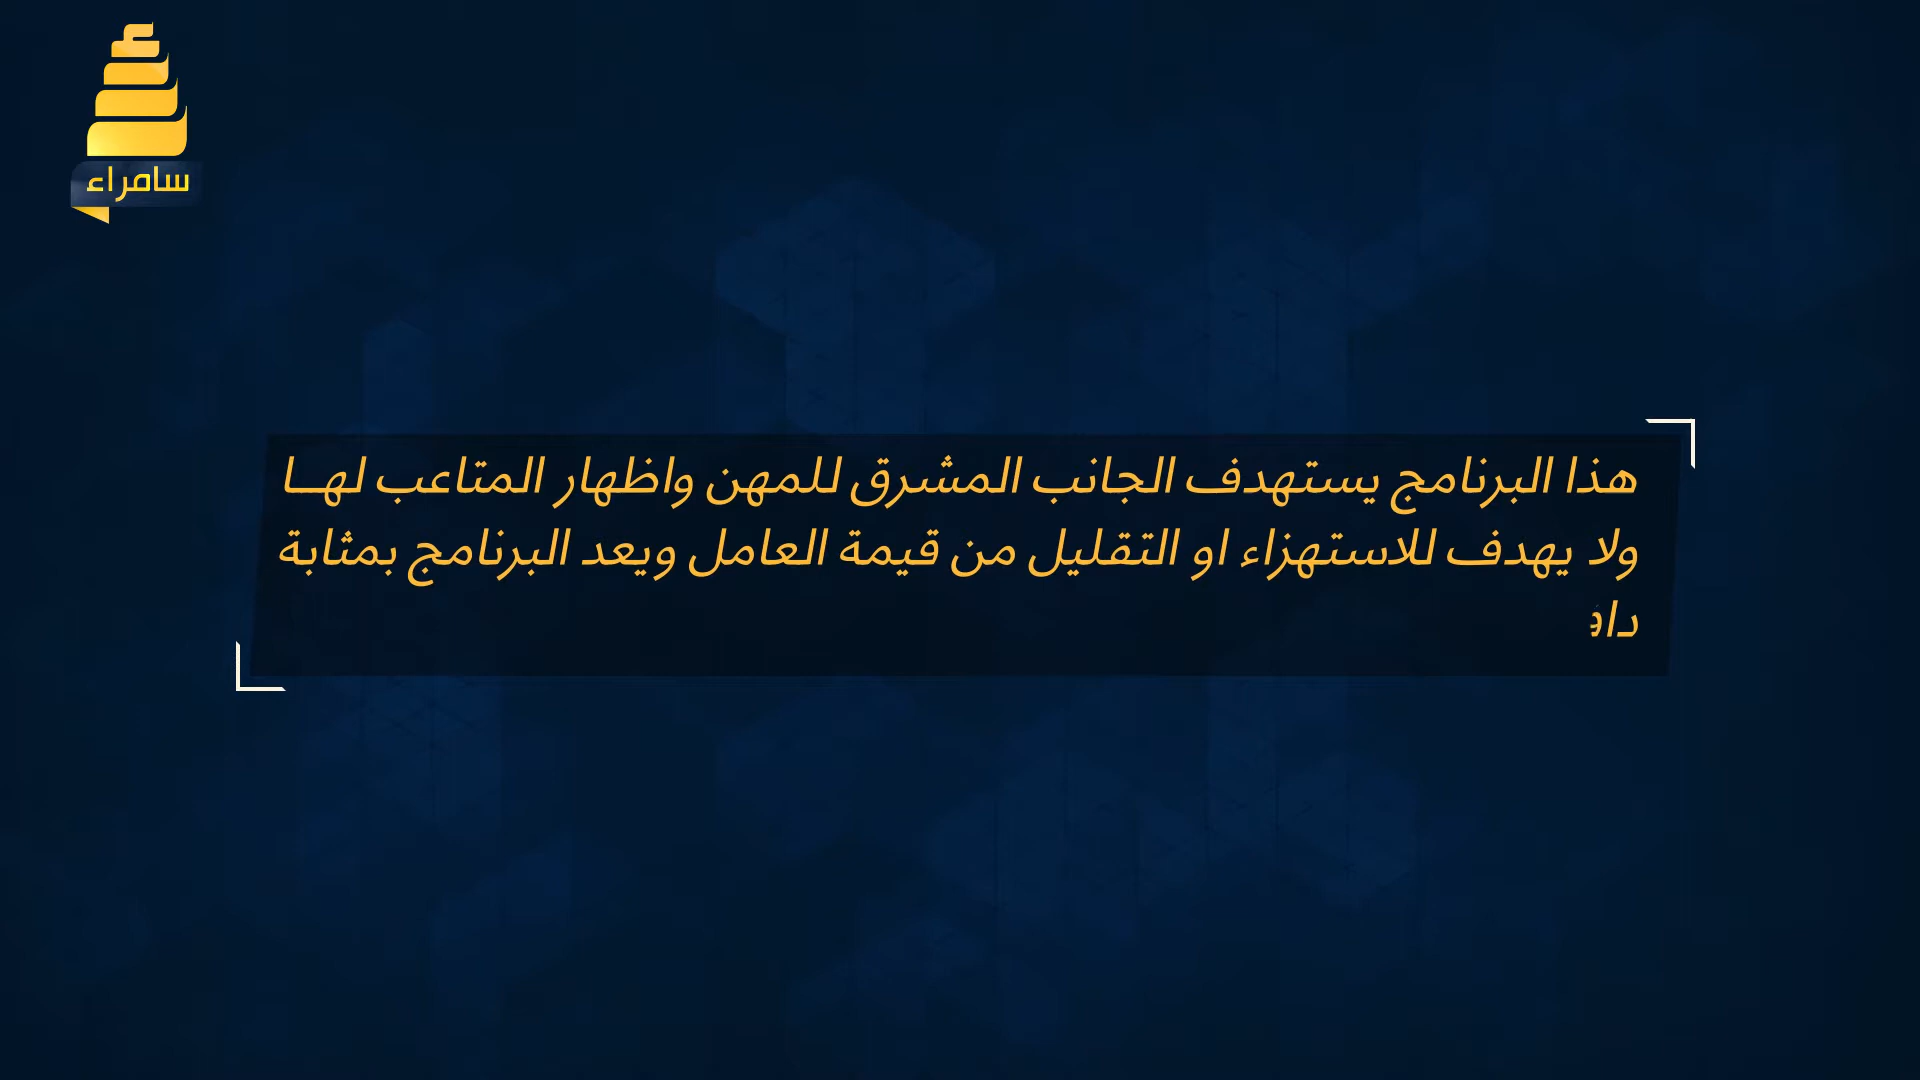 سامراء
هذا البرنامج يستهدف الجانب المشرق للمهن واظهار المتاعب لهــا
ولا يهدف للاستهزاء او التقليل من قيمة العامل ويعد البرنامج بمثابة